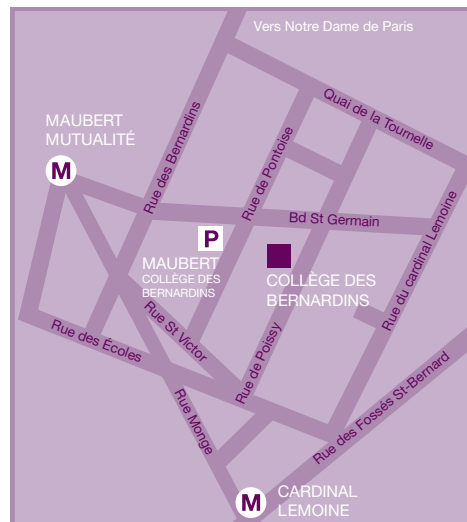 Vers Notre Dame de Paris
Quai de la Tournelle
MAUBERT
MUTUALITÉ
M
Rue des Bernardins
Rue de Pontoise
Bd St Germain
Rue du cardinal Lemoine
P
MAUBERT
COLLÈGE DES
BERNARDINS
COLLÈGE DES
BERNARDINS
Rue St Victor
Rue des Écoles
Rue de Poissy
Rue des Fossés St-Bernard
Rue Monge
M
CARDINAL
LEMOINE